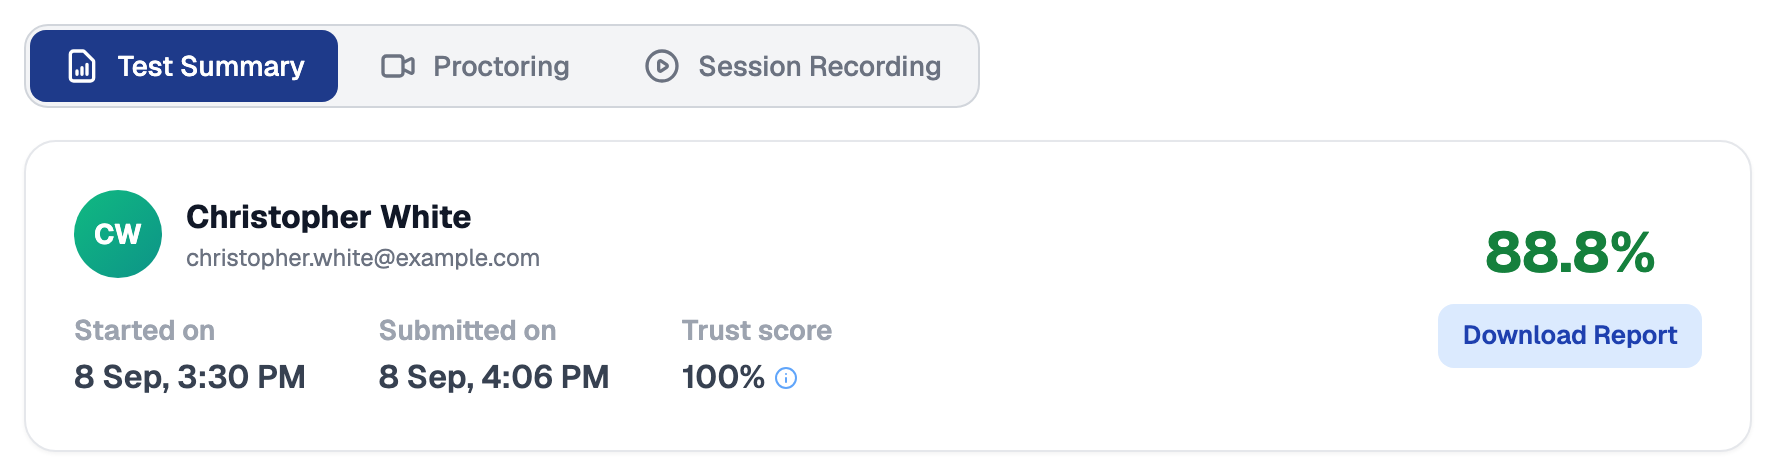 Test Summary
Proctoring
Session Recording
CW
Christopher White
christopher.white@example.com
88.8%
Started on
Submitted on
Trust score
8 Sep, 3:30 PM
8 Sep, 4:06 PM
100%
Download Report